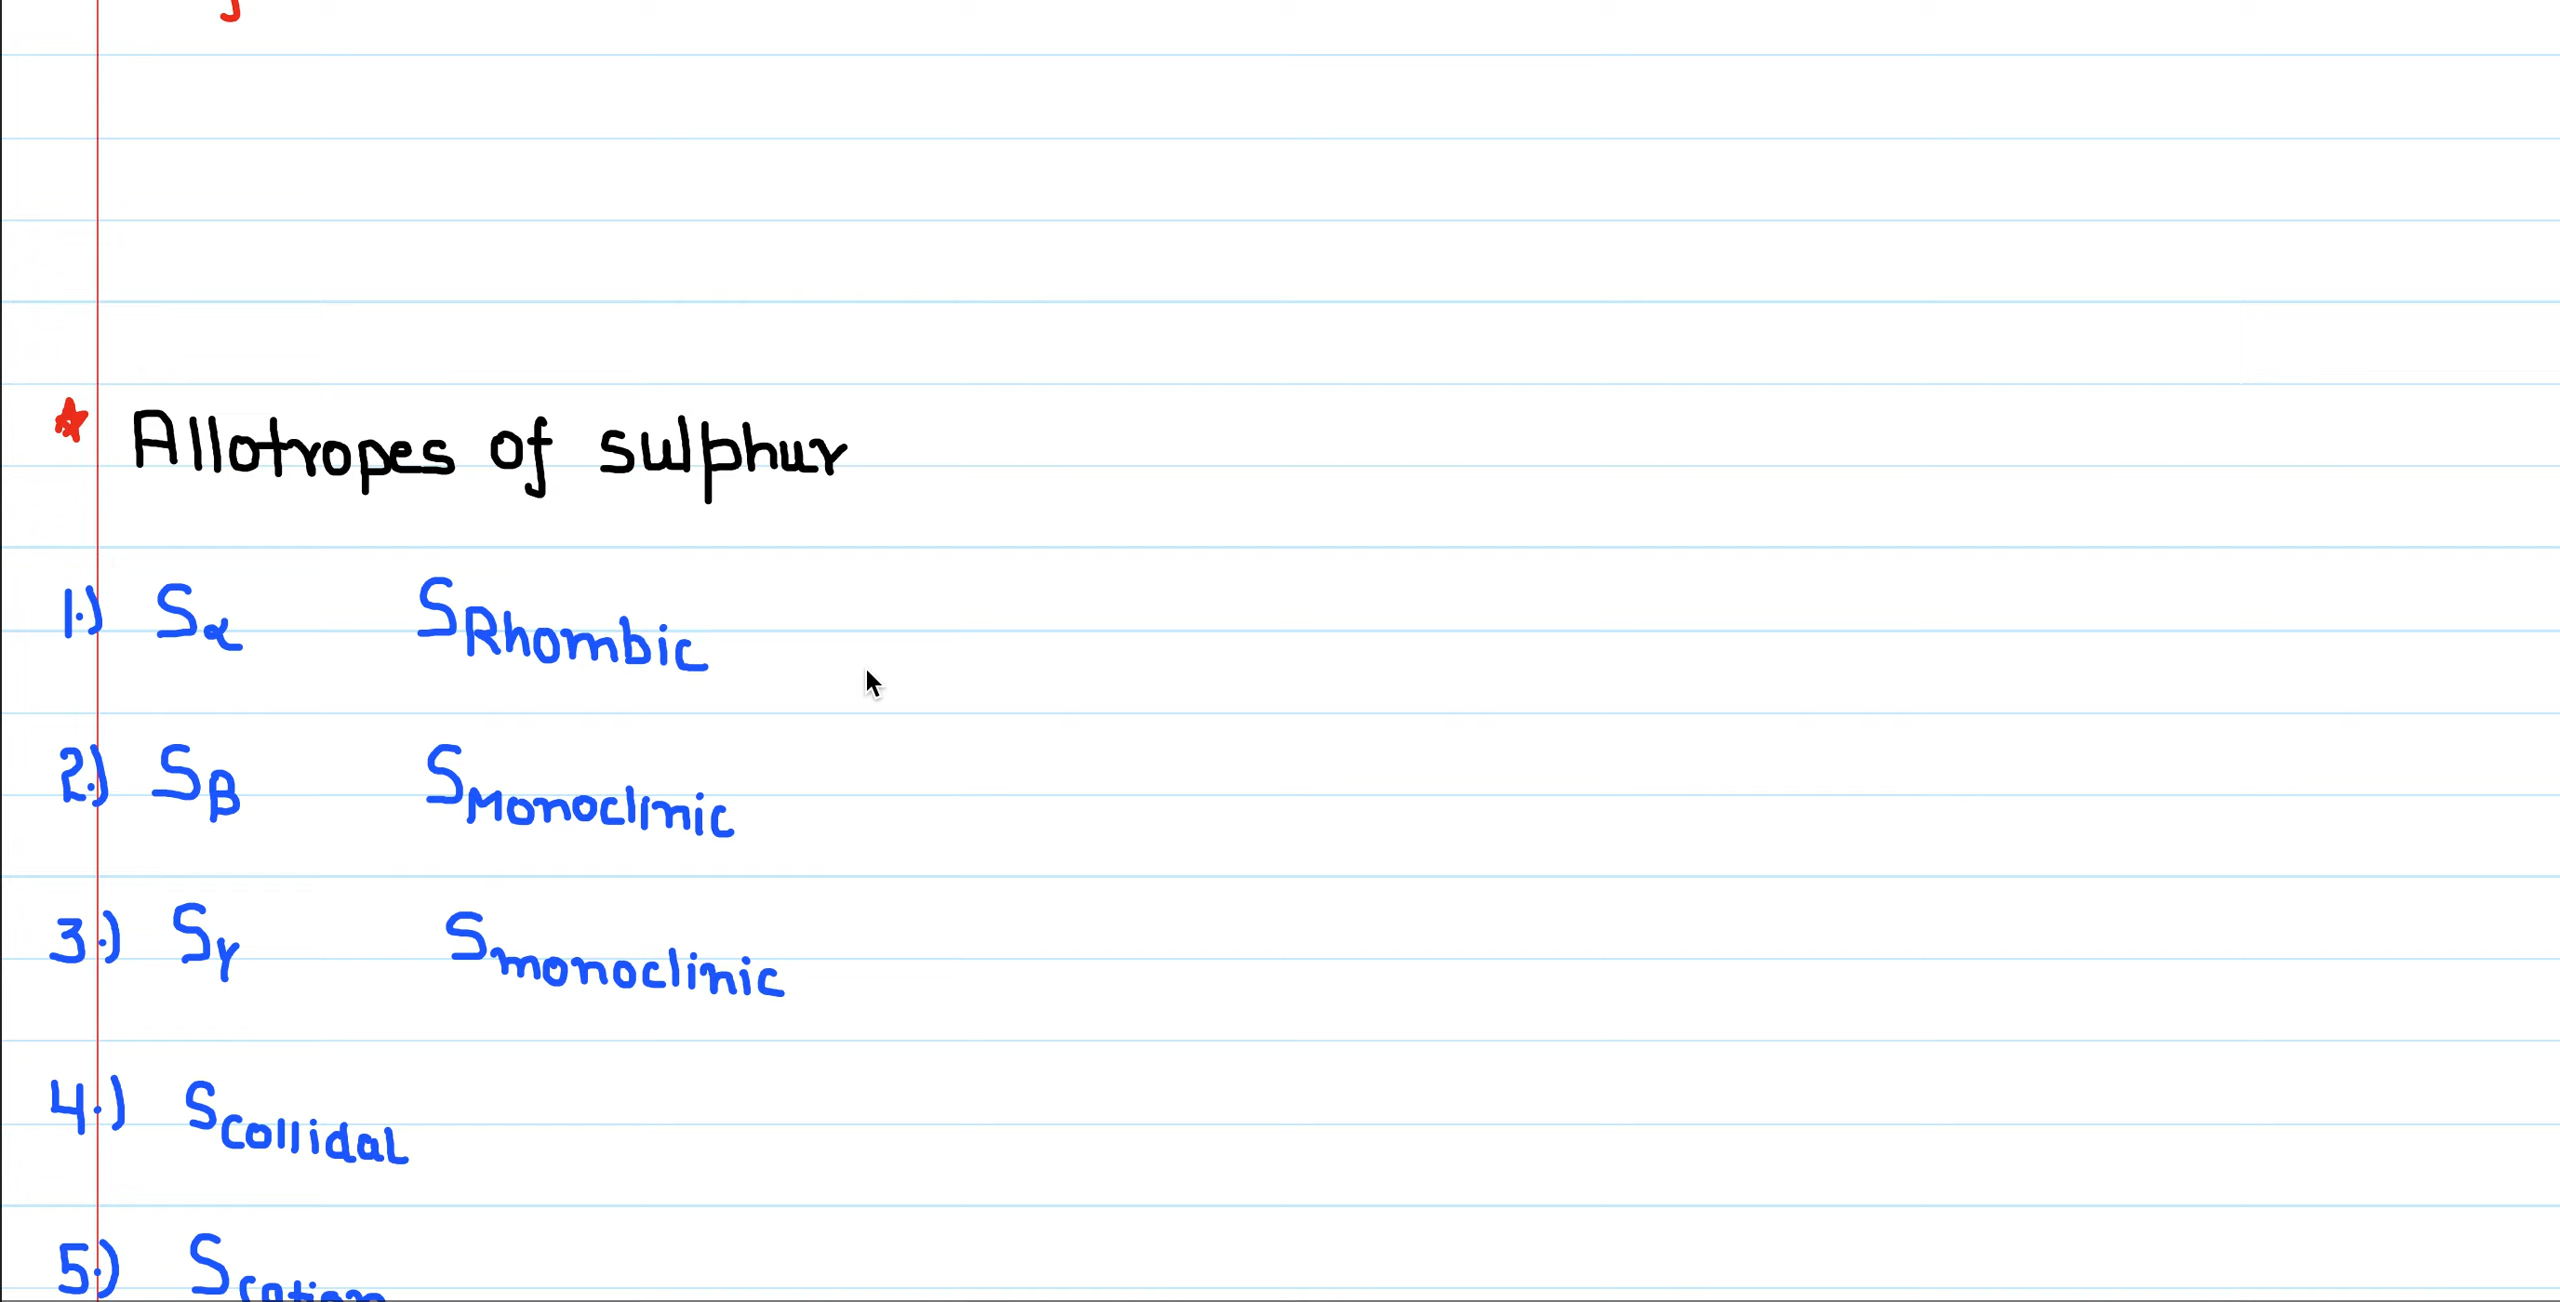 * Allotropes of sulphur
1.) Sα SRhombic
2.) Sβ SMonoclinic
3.) Sγ Smonoclinic
4.) SCollidal
5.) S